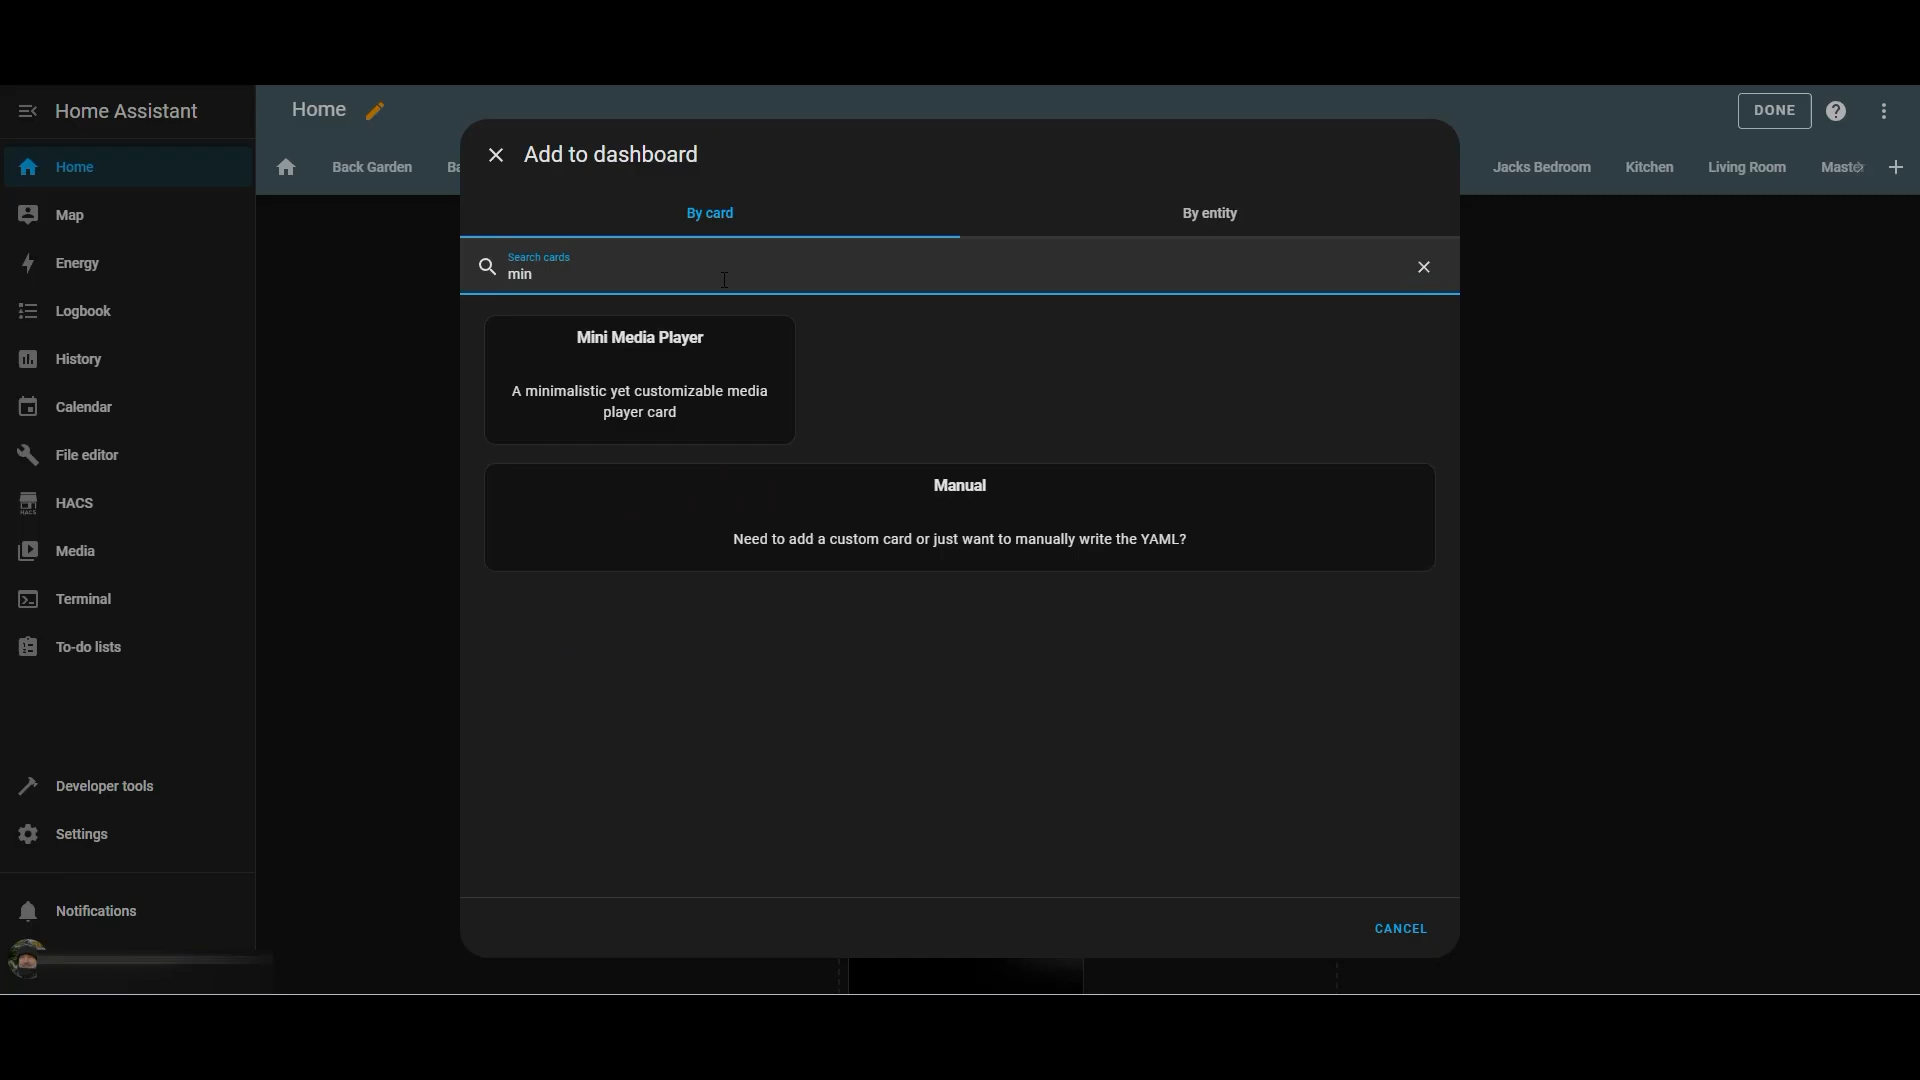 Home Assistant
Home
DONE
Add to dashboard
Home
Back Garden
Ba
Jacks Bedroom
Kitchen
Living Room
Maste
By card
By entity
Map
Energy
Search cards
min
Logbook
Mini Media Player
History
A minimalistic yet customizable media
player card
Calendar
File editor
Manual
HACS
HACS
Need to add a custom card or just want to manually write the YAML?
Media
Terminal
To-do lists
Developer tools
Settings
Notifications
CANCEL